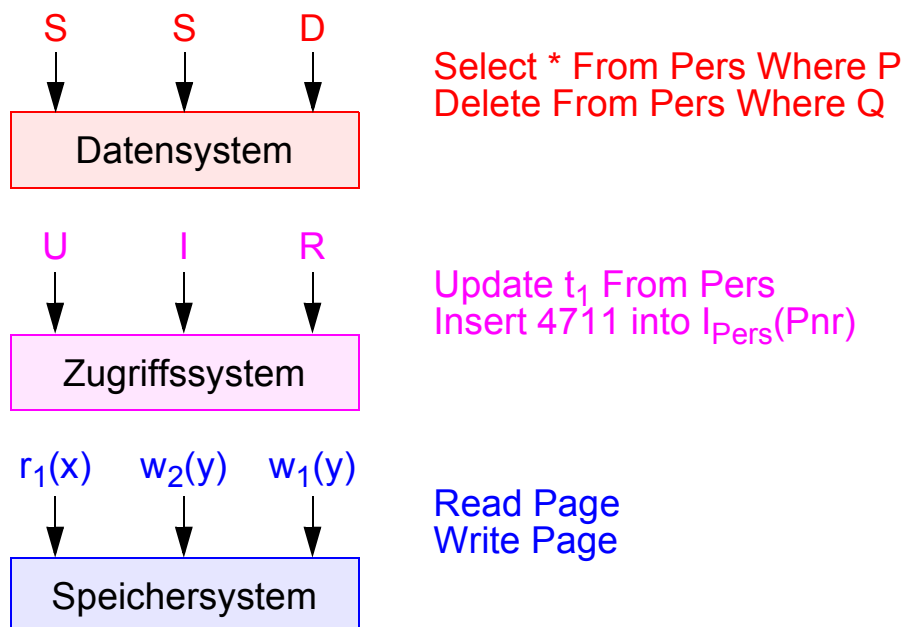 S S D
Select * From Pers Where P
Delete From Pers Where Q
Datensystem
U I R
Update t₁ From Pers
Insert 4711 into I_Pers(Pnr)
Zugriffssystem
r₁(x) w₂(y) w₁(y)
Read Page
Write Page
Speichersystem